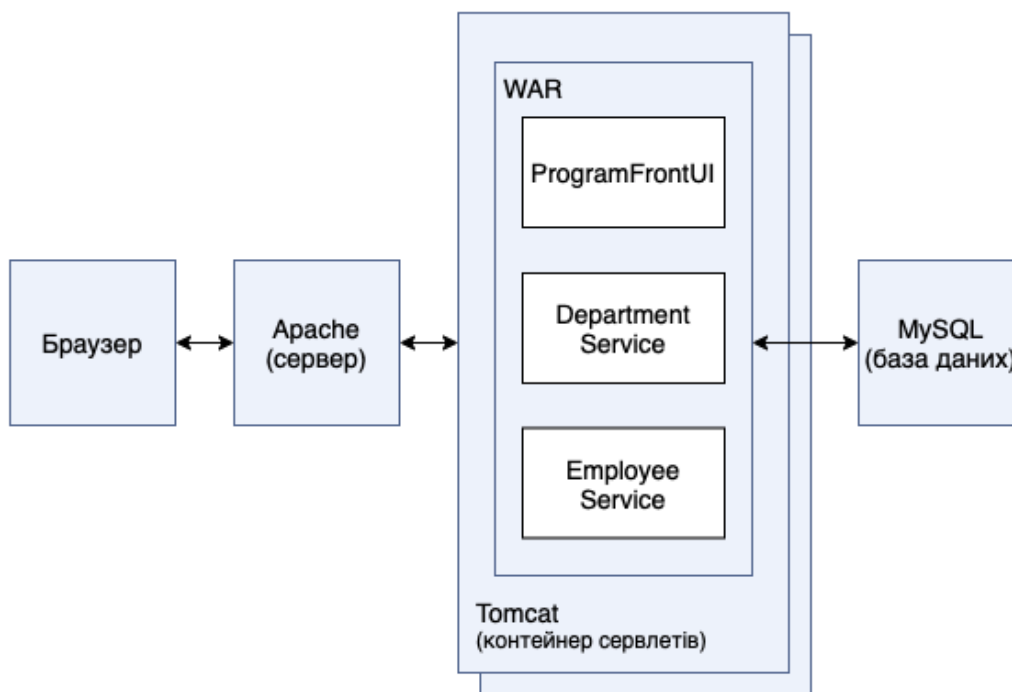 WAR
ProgramFrontUI
Браузер
Apache
(сервер)
Department
Service
MySQL
(база даних)
Employee
Service
Tomcat
(контейнер сервлетів)